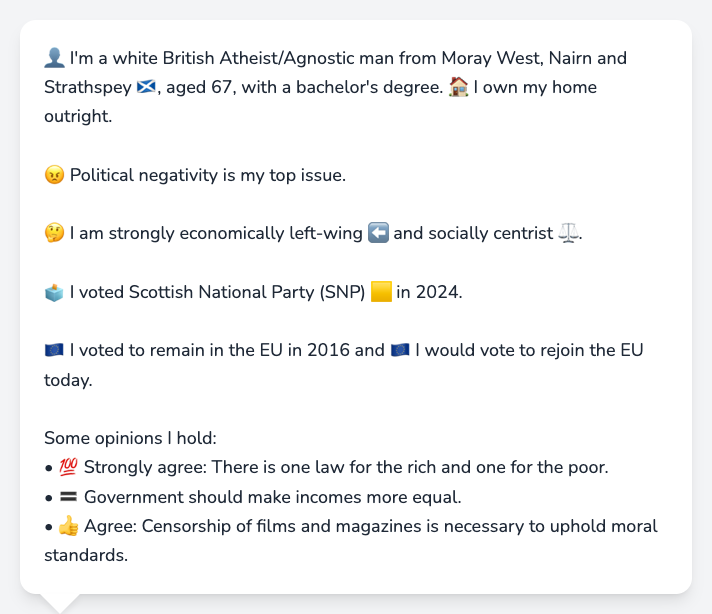 👤 I'm a white British Atheist/Agnostic man from Moray West, Nairn and
Strathspey 🏴󠁧󠁢󠁳󠁣󠁴󠁿, aged 67, with a bachelor's degree. 🏠 I own my home
outright.
😠 Political negativity is my top issue.
🤔 I am strongly economically left-wing ⬅️ and socially centrist ⚖️.
🗳️ I voted Scottish National Party (SNP) 🟨 in 2024.
🇪🇺 I voted to remain in the EU in 2016 and 🇪🇺 I would vote to rejoin the EU
today.
Some opinions I hold:
• 💯 Strongly agree: There is one law for the rich and one for the poor.
• 🟰 Government should make incomes more equal.
• 👍 Agree: Censorship of films and magazines is necessary to uphold moral
standards.